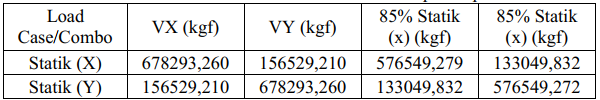 Load Case/Combo VX (kgf) VY (kgf) 85% Statik (x) (kgf) 85% Statik (x) (kgf)
Statik (X) 678293,260 156529,210 576549,279 133049,832
Statik (Y) 156529,210 678293,260 133049,832 576549,272